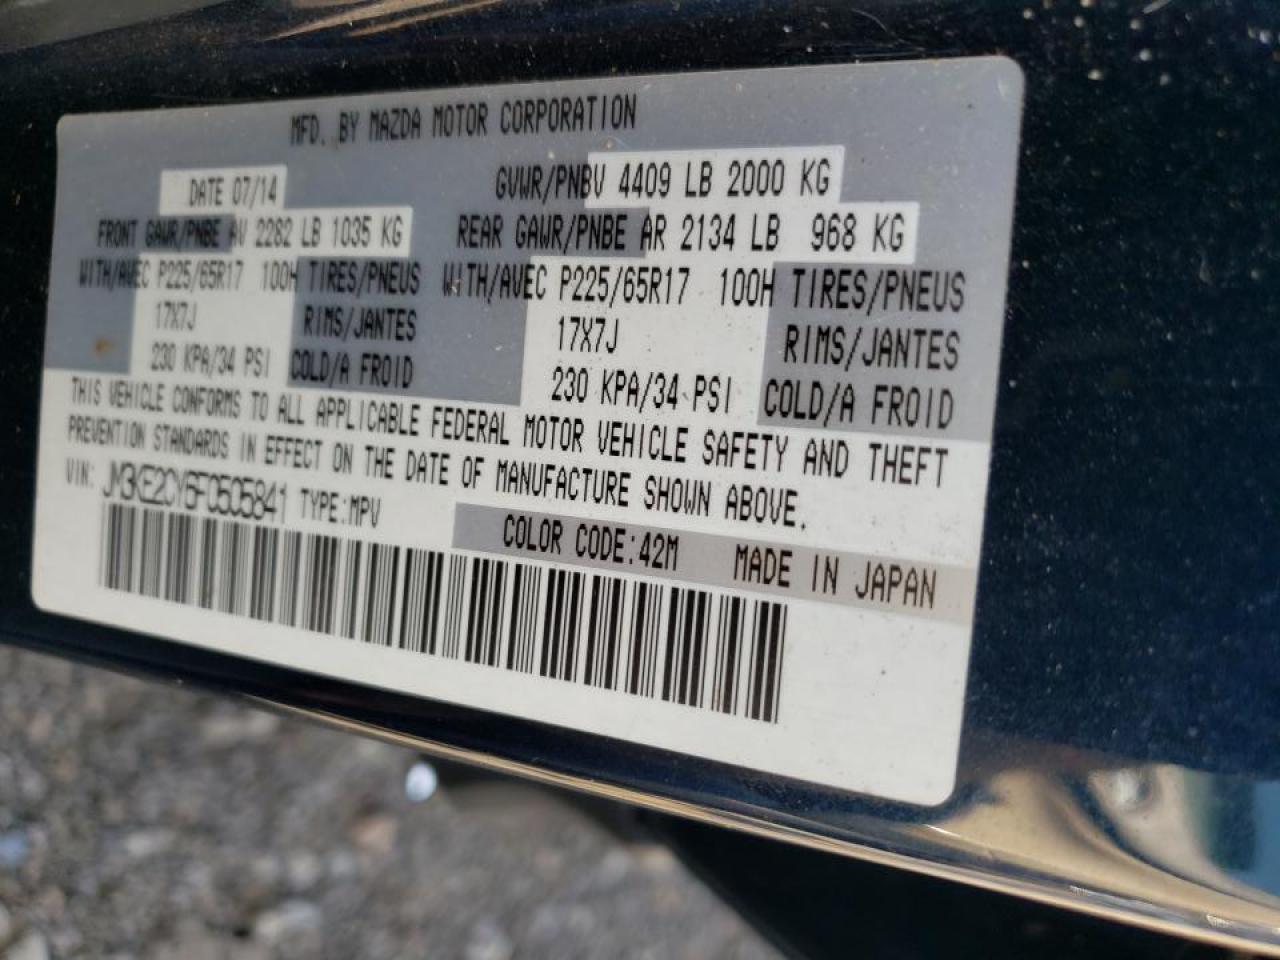 MFD. BY MAZDA MOTOR CORPORATION
DATE 07/14 GVWR/PNBV 4409 LB 2000 KG
FRONT GAWR/PNBE AV 2282 LB 1035 KG REAR GAWR/PNBE AR 2134 LB 968 KG
WITH/AVEC P225/65R17 100H TIRES/PNEUS WITH/AVEC P225/65R17 100H TIRES/PNEUS
17X7J RIMS/JANTES 17X7J RIMS/JANTES
230 KPA/34 PSI COLD/A FROID 230 KPA/34 PSI COLD/A FROID
THIS VEHICLE CONFORMS TO ALL APPLICABLE FEDERAL MOTOR VEHICLE SAFETY AND THEFT
PREVENTION STANDARDS IN EFFECT ON THE DATE OF MANUFACTURE SHOWN ABOVE.
VIN: JM3KE2CY6F0505841 TYPE:MPV
COLOR CODE:42M MADE IN JAPAN